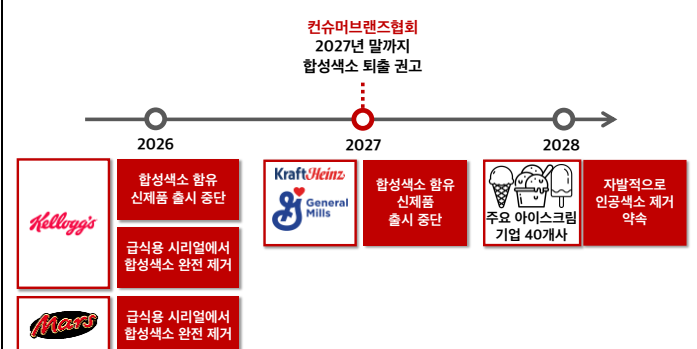 컨슈머브랜즈협회
2027년 말까지
합성색소 퇴출 권고
2026
2027
2028
Kellogg's
합성색소 함유
신제품 출시 중단
급식용 시리얼에서
합성색소 완전 제거
Mars
급식용 시리얼에서
합성색소 완전 제거
KraftHeinz
General
Mills
합성색소 함유
신제품
출시 중단
주요 아이스크림
기업 40개사
자발적으로
인공색소 제거
약속